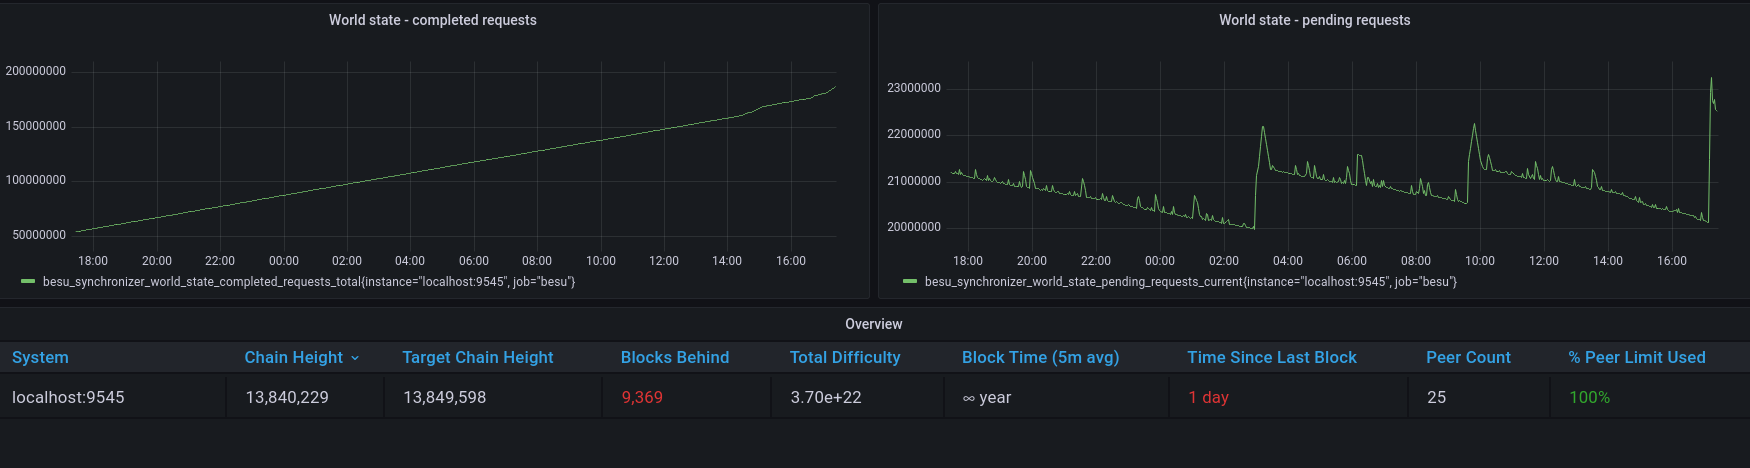 World state - completed requests
200000000
150000000
100000000
50000000
18:00 20:00 22:00 00:00 02:00 04:00 06:00 08:00 10:00 12:00 14:00 16:00
besu_synchronizer_world_state_completed_requests_total{instance="localhost:9545", job="besu"}
World state - pending requests
23000000
22000000
21000000
20000000
18:00 20:00 22:00 00:00 02:00 04:00 06:00 08:00 10:00 12:00 14:00 16:00
besu_synchronizer_world_state_pending_requests_current{instance="localhost:9545", job="besu"}
Overview
System Chain Height Target Chain Height Blocks Behind Total Difficulty Block Time (5m avg) Time Since Last Block Peer Count % Peer Limit Used
localhost:9545 13,840,229 13,849,598 9,369 3.70e+22 ∞ year 1 day 25 100%